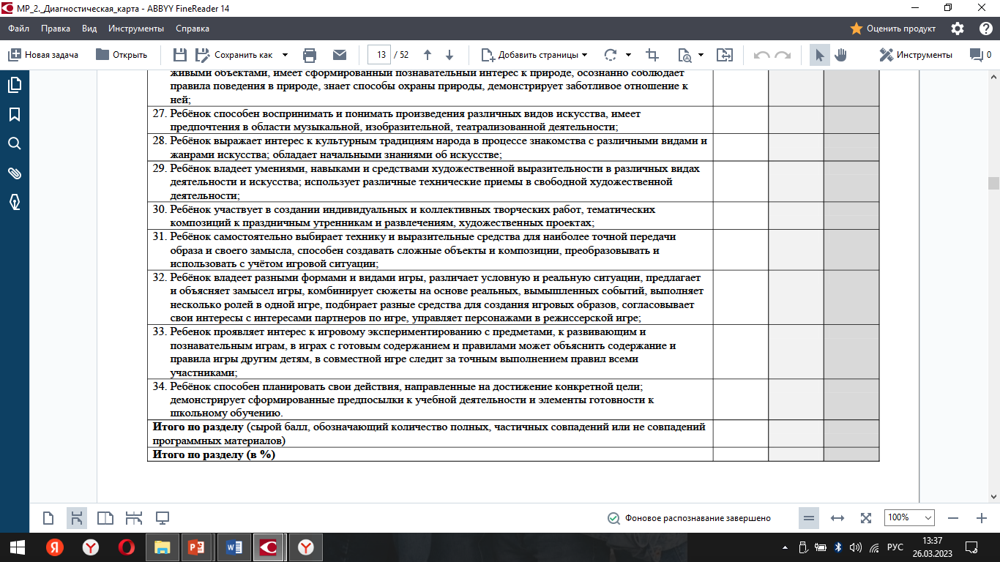 MP_2._Диагностическая_карта - ABBYY FineReader 14
Файл Правка Вид Инструменты Справка
Оценить продукт
Новая задача Открыть Сохранить как 13 / 52 Добавить страницы Инструменты 0
живыми объектами, имеет сформированный познавательный интерес к природе, осознанно соблюдает
правила поведения в природе, знает способы охраны природы, демонстрирует заботливое отношение к
ней;
27. Ребёнок способен воспринимать и понимать произведения различных видов искусства, имеет
предпочтения в области музыкальной, изобразительной, театрализованной деятельности;
28. Ребёнок выражает интерес к культурным традициям народа в процессе знакомства с различными видами и
жанрами искусства; обладает начальными знаниями об искусстве;
29. Ребёнок владеет умениями, навыками и средствами художественной выразительности в различных видах
деятельности и искусства; использует различные технические приемы в свободной художественной
деятельности;
30. Ребёнок участвует в создании индивидуальных и коллективных творческих работ, тематических
композиций к праздничным утренникам и развлечениям, художественных проектах;
31. Ребёнок самостоятельно выбирает технику и выразительные средства для наиболее точной передачи
образа и своего замысла, способен создавать сложные объекты и композиции, преобразовывать и
использовать с учётом игровой ситуации;
32. Ребёнок владеет разными формами и видами игры, различает условную и реальную ситуации, предлагает
и объясняет замысел игры, комбинирует сюжеты на основе реальных, вымышленных событий, выполняет
несколько ролей в одной игре, подбирает разные средства для создания игровых образов, согласовывает
свои интересы с интересами партнеров по игре, управляет персонажами в режиссерской игре;
33. Ребенок проявляет интерес к игровому экспериментированию с предметами, к развивающим и
познавательным играм, в играх с готовым содержанием и правилами может объяснить содержание и
правила игры другим детям, в совместной игре следит за точным выполнением правил всеми
участниками;
34. Ребёнок способен планировать свои действия, направленные на достижение конкретной цели;
демонстрирует сформированные предпосылки к учебной деятельности и элементы готовности к
школьному обучению.
Итого по разделу (сырой балл, обозначающий количество полных, частичных совпадений или не совпадений
программных материалов)
Итого по разделу (в %)
Фоновое распознавание завершено 100%
РУС 13:37
26.03.2023